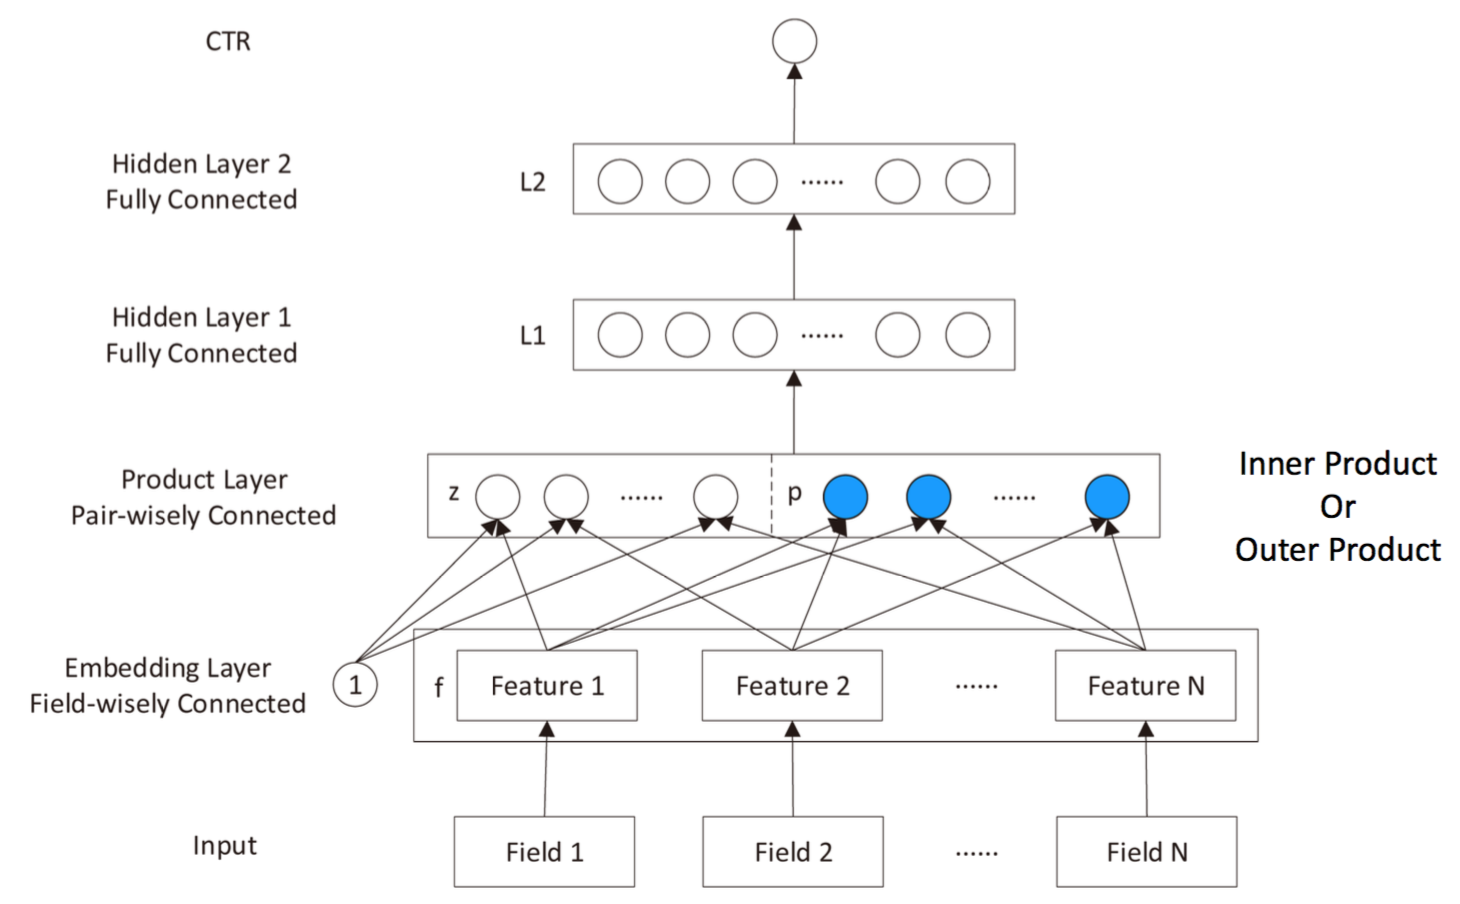 CTR
Hidden Layer 2
Fully Connected
L2
......
Hidden Layer 1
Fully Connected
L1
......
Product Layer
Pair-wisely Connected
z
......
p
......
Inner Product
Or
Outer Product
Embedding Layer
Field-wisely Connected
1
f
Feature 1
Feature 2
......
Feature N
Input
Field 1
Field 2
......
Field N